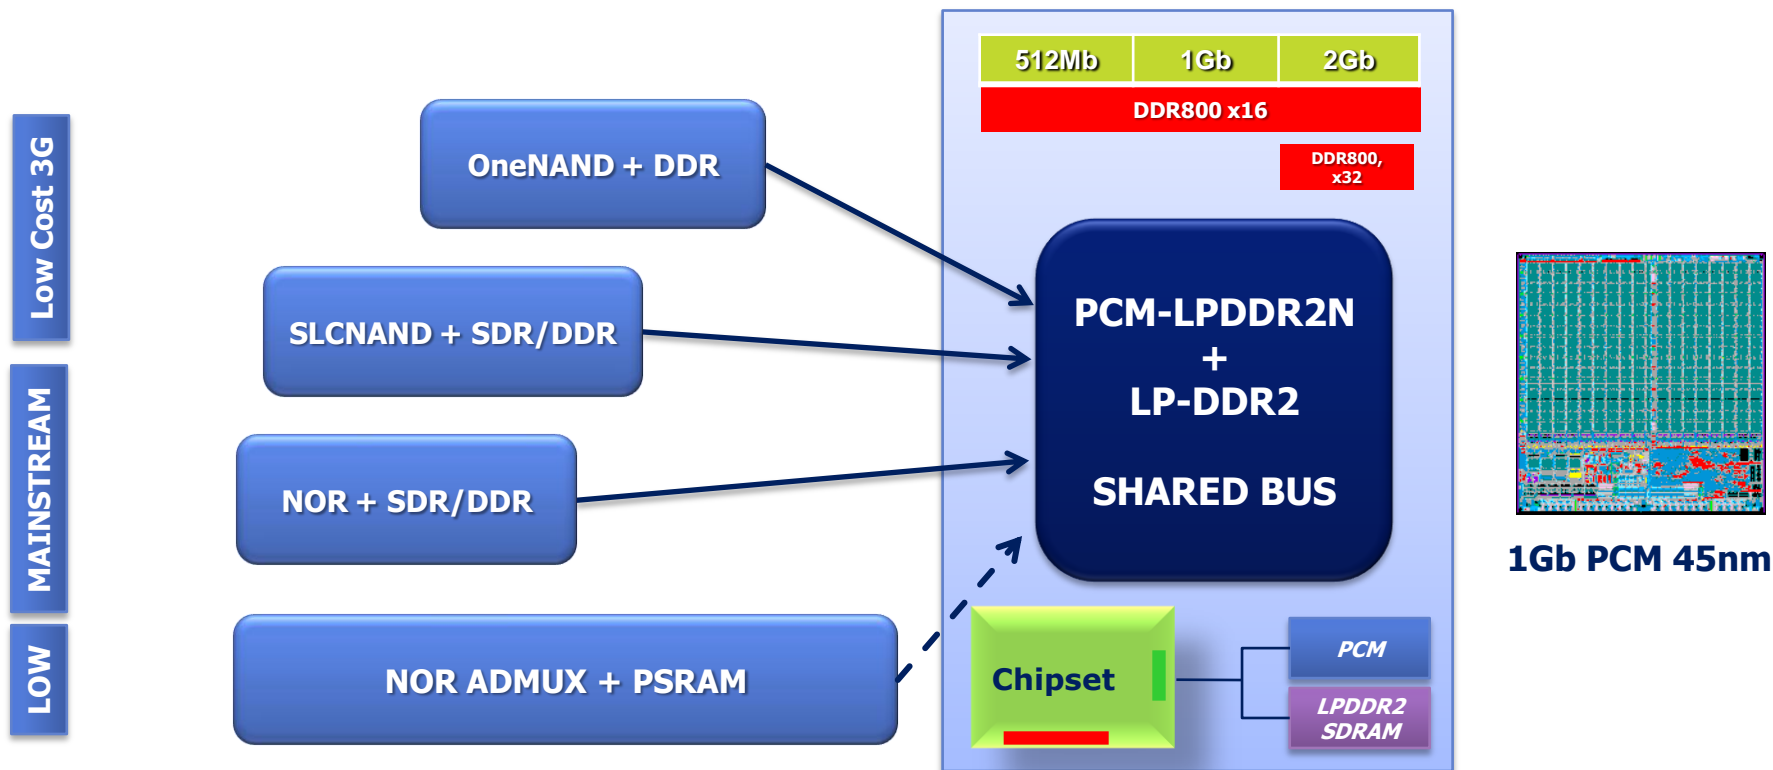 Low Cost 3G
MAINSTREAM
LOW
OneNAND + DDR
SLCNAND + SDR/DDR
NOR + SDR/DDR
NOR ADMUX + PSRAM
512Mb 1Gb 2Gb
DDR800 x16
DDR800,
x32
PCM-LPDDR2N
+
LP-DDR2
SHARED BUS
Chipset
PCM
LPDDR2
SDRAM
1Gb PCM 45nm